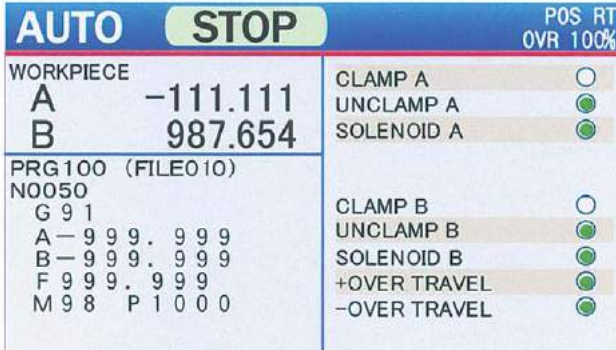 AUTO STOP POS RT
OVR 100%
WORKPIECE
A -111.111
B 987.654
PRG100 (FILE010)
N0050
G91
A-999.999
B-999.999
F999.999
M98 P1000
CLAMP A
UNCLAMP A
SOLENOID A
CLAMP B
UNCLAMP B
SOLENOID B
+OVER TRAVEL
-OVER TRAVEL